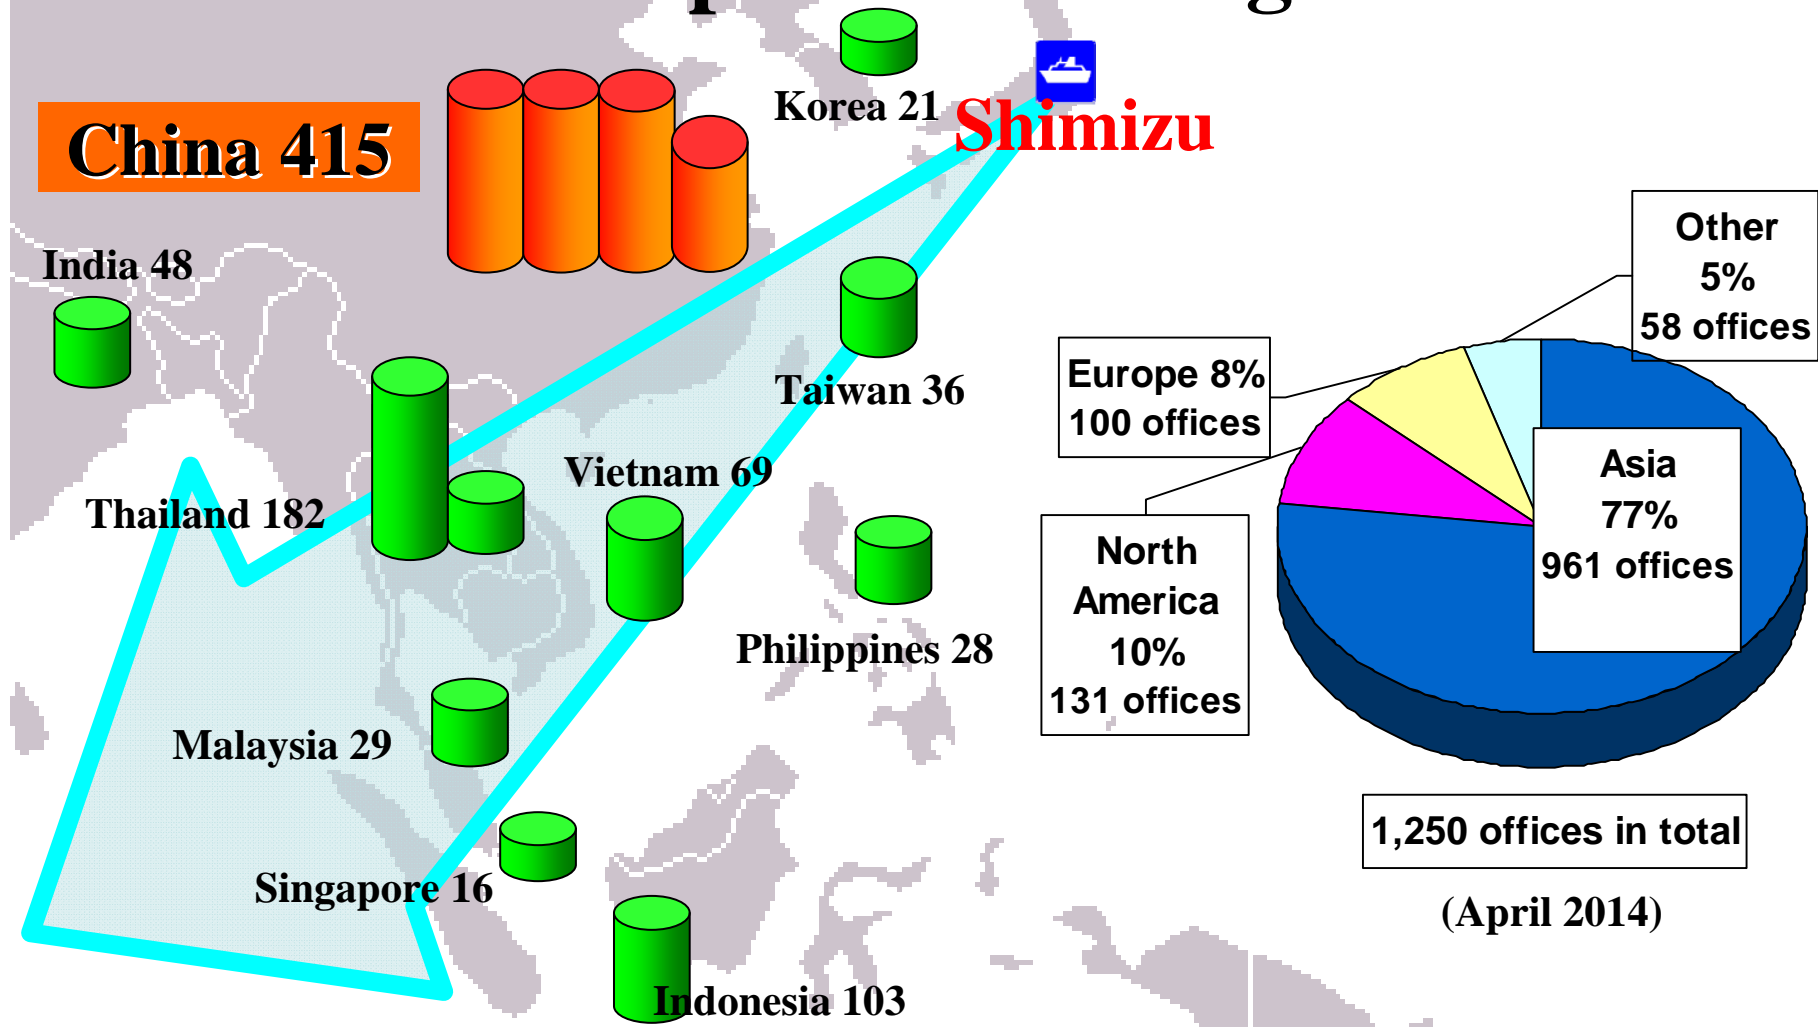 Korea 21
Shimizu
China 415
India 48
Taiwan 36
Vietnam 69
Thailand 182
Philippines 28
Malaysia 29
Singapore 16
Indonesia 103
Other
5%
58 offices
Europe 8%
100 offices
Asia
77%
961 offices
North
America
10%
131 offices
1,250 offices in total
(April 2014)